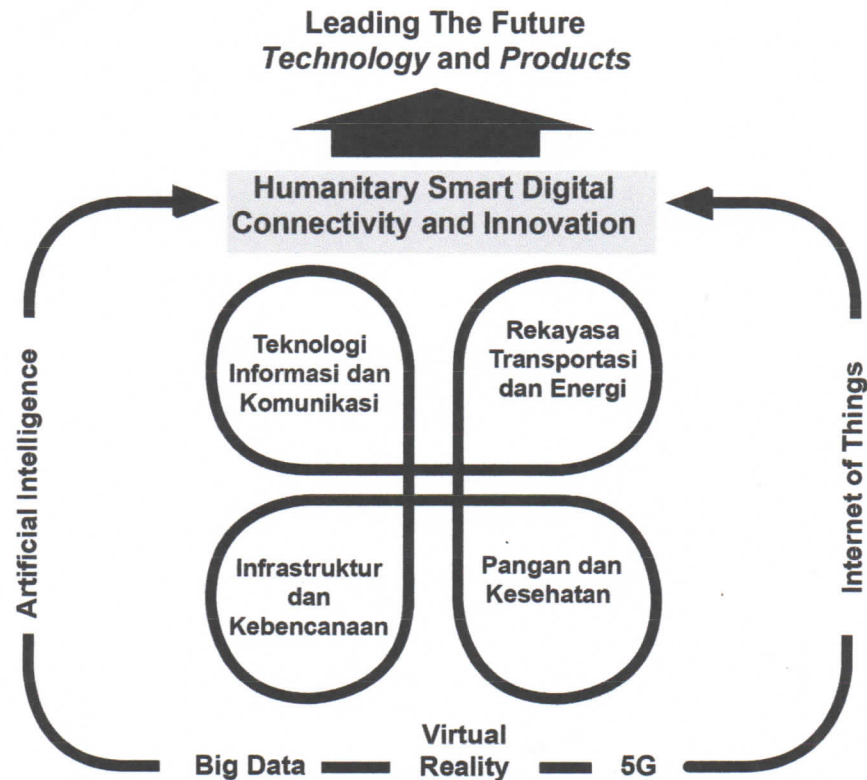 Leading The Future
Technology and Products
Humanitary Smart Digital
Connectivity and Innovation
Teknologi
Informasi dan
Komunikasi
Rekayasa
Transportasi
dan Energi
Infrastruktur
dan
Kebencanaan
Pangan dan
Kesehatan
Artificial Intelligence
Internet of Things
Big Data
Virtual
Reality
5G